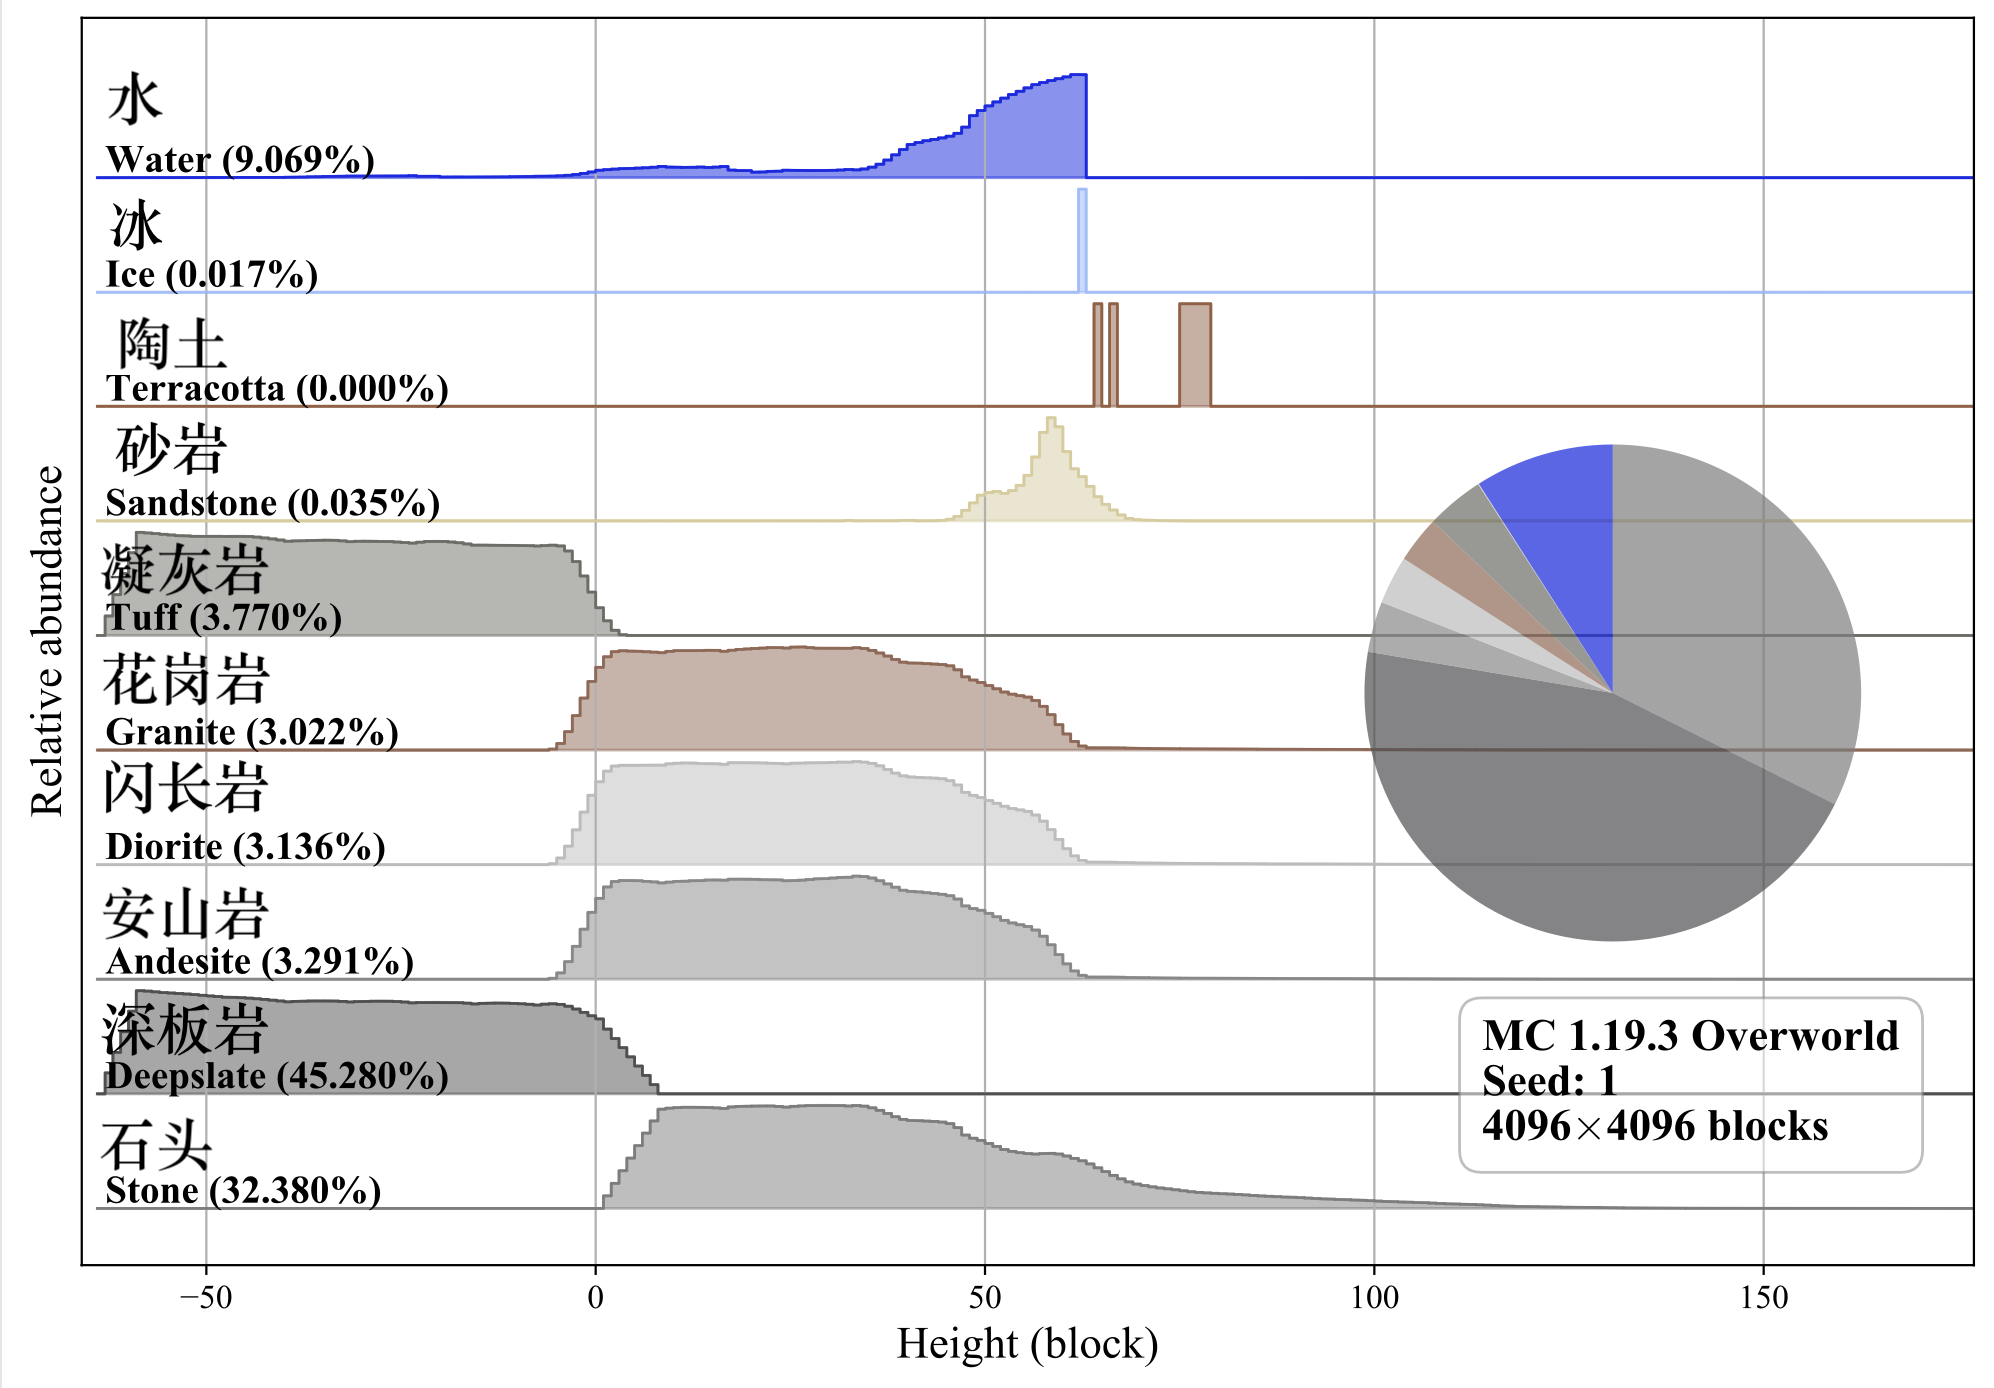 水
Water (9.069%)
冰
Ice (0.017%)
陶土
Terracotta (0.000%)
砂岩
Sandstone (0.035%)
凝灰岩
Tuff (3.770%)
花岗岩
Granite (3.022%)
闪长岩
Diorite (3.136%)
安山岩
Andesite (3.291%)
深板岩
Deepslate (45.280%)
石头
Stone (32.380%)
Relative abundance
MC 1.19.3 Overworld
Seed: 1
4096×4096 blocks
−50 0 50 100 150
Height (block)